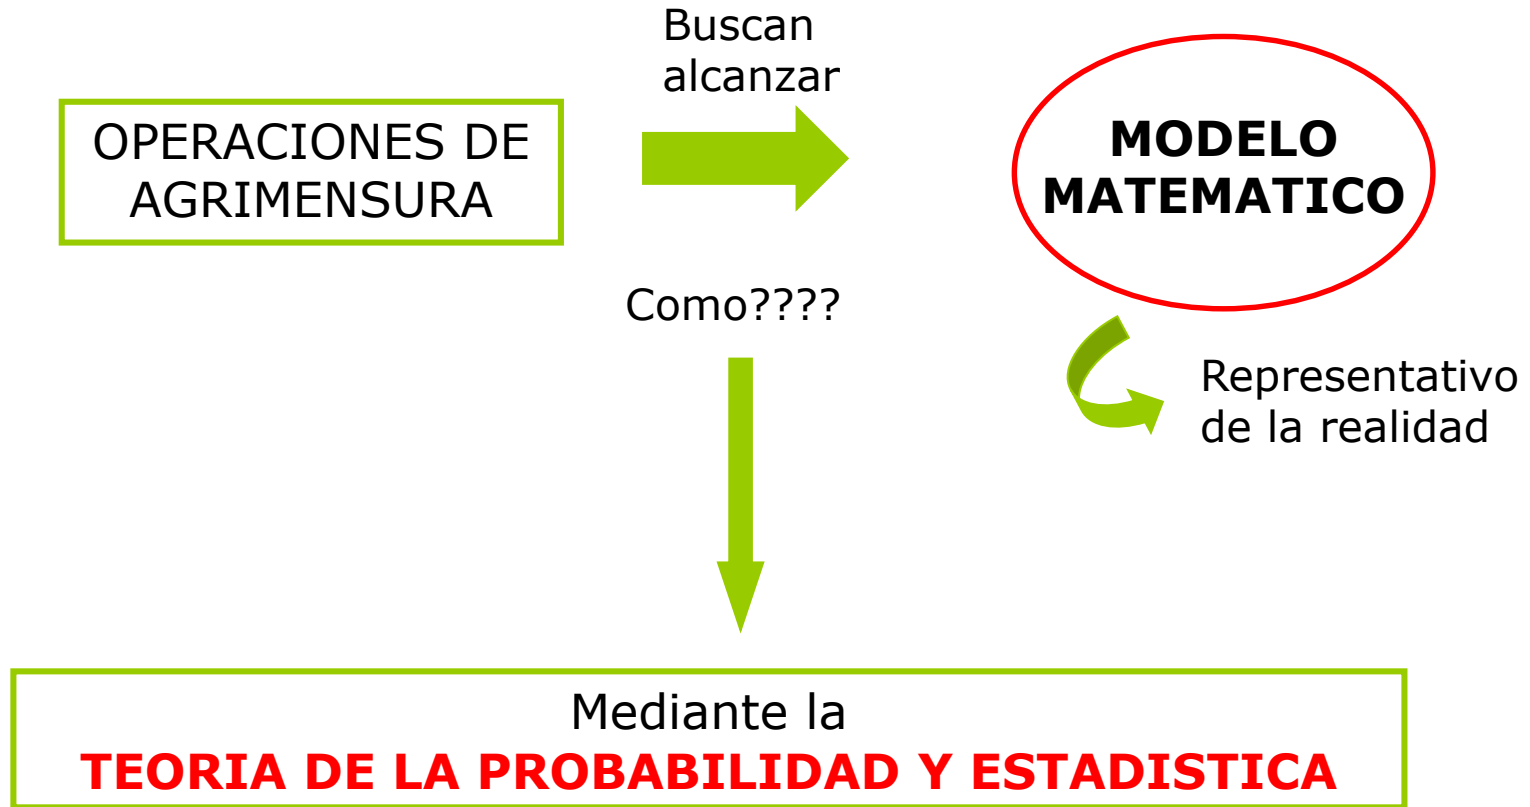 Buscan
alcanzar
OPERACIONES DE
AGRIMENSURA
MODELO
MATEMATICO
Como????
Representativo
de la realidad
Mediante la
TEORIA DE LA PROBABILIDAD Y ESTADISTICA